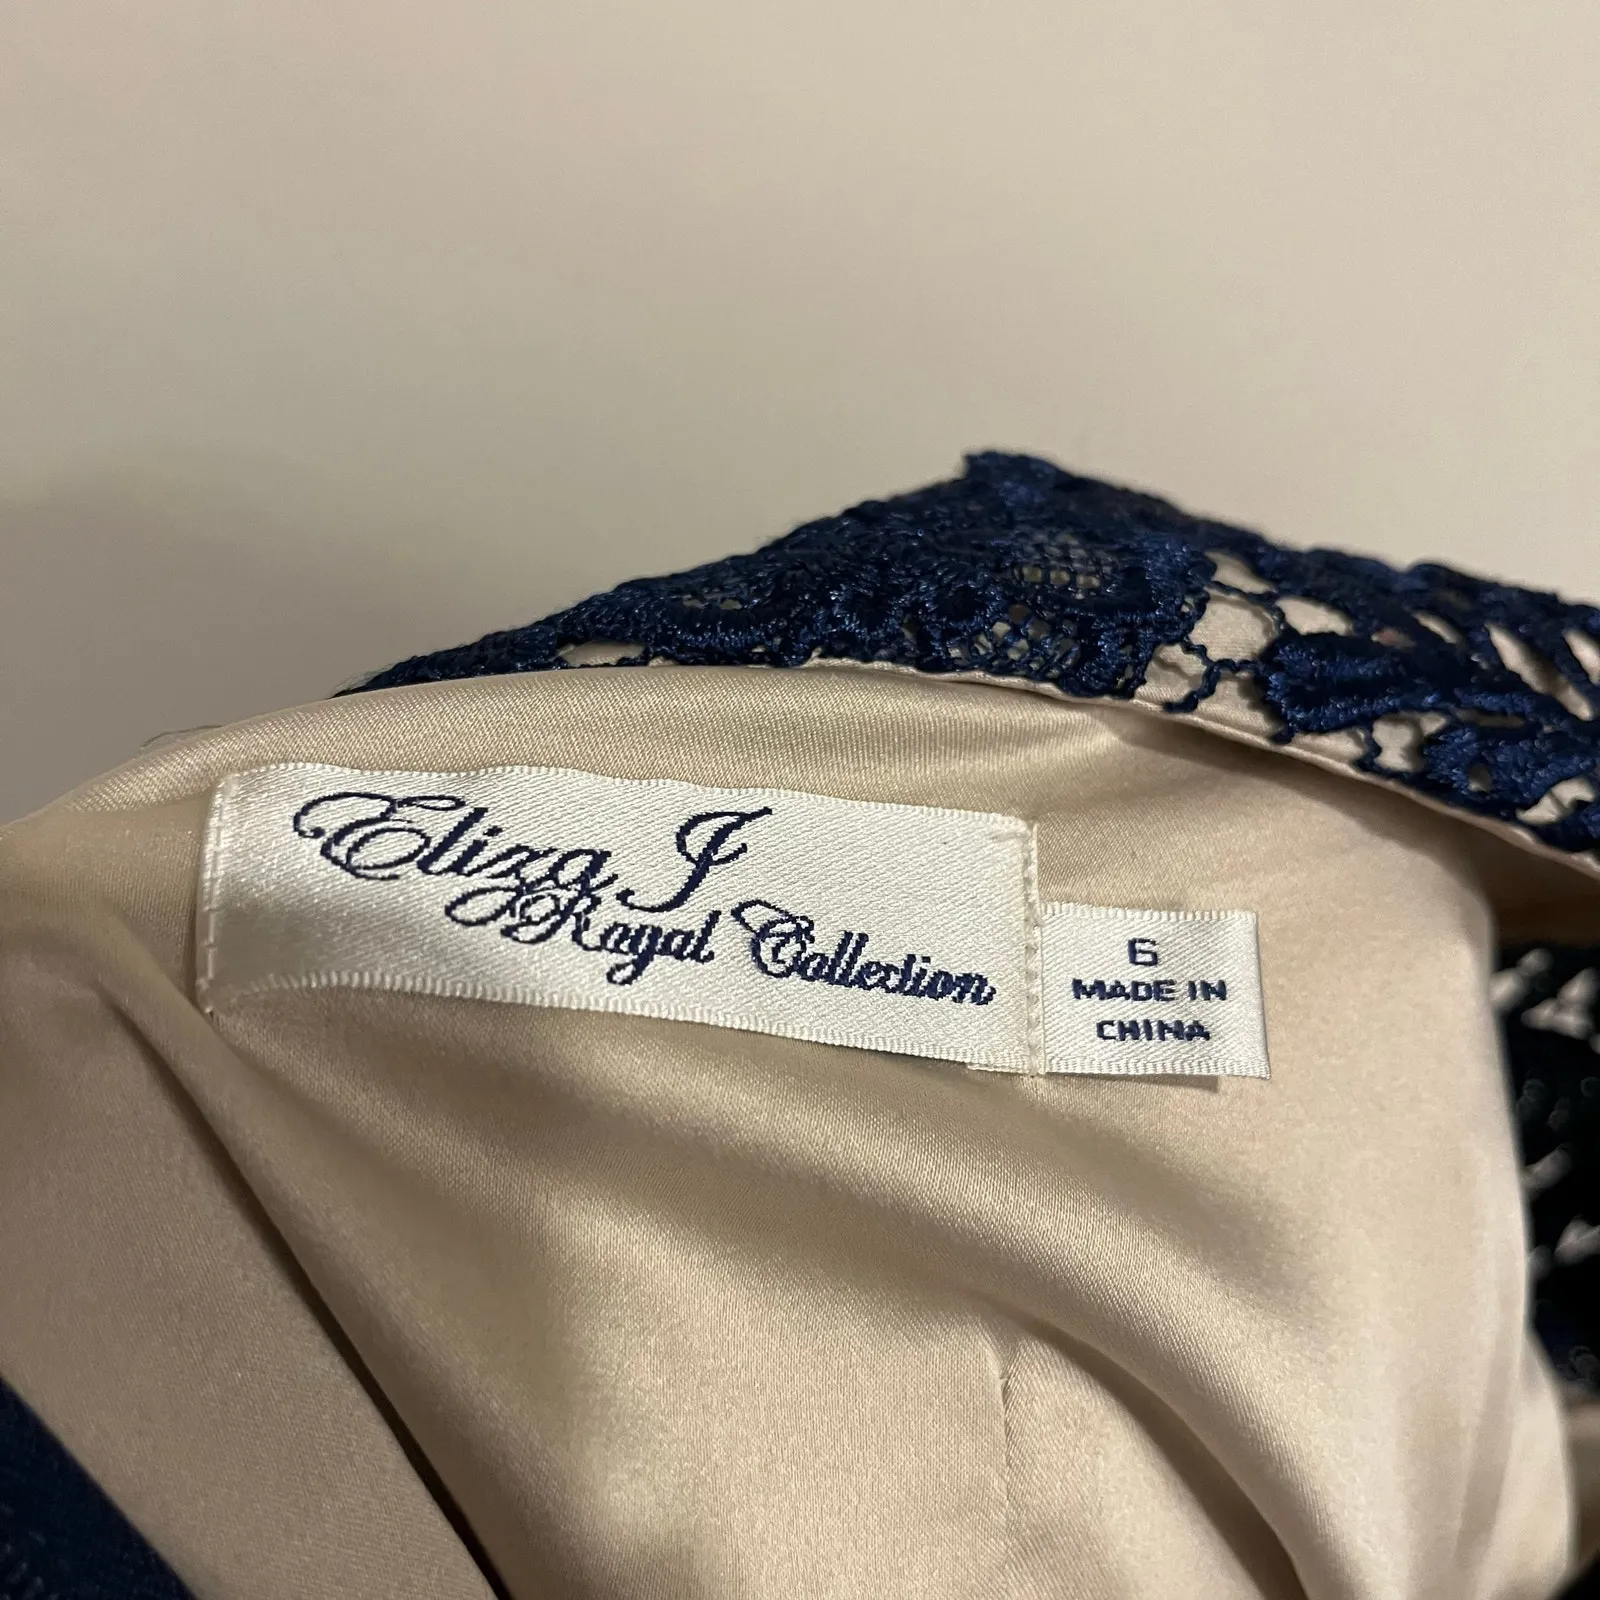 Eliza J
Royal Collection
6
MADE IN
CHINA